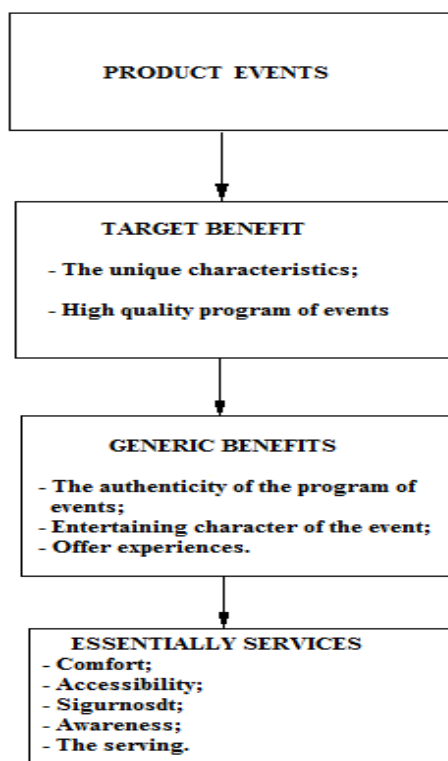 PRODUCT EVENTS
TARGET BENEFIT
- The unique characteristics;
- High quality program of events
GENERIC BENEFITS
- The authenticity of the program of
events;
- Entertaining character of the event;
- Offer experiences.
ESSENTIALLY SERVICES
- Comfort;
- Accessibility;
- Sigurnosdt;
- Awareness;
- The serving.